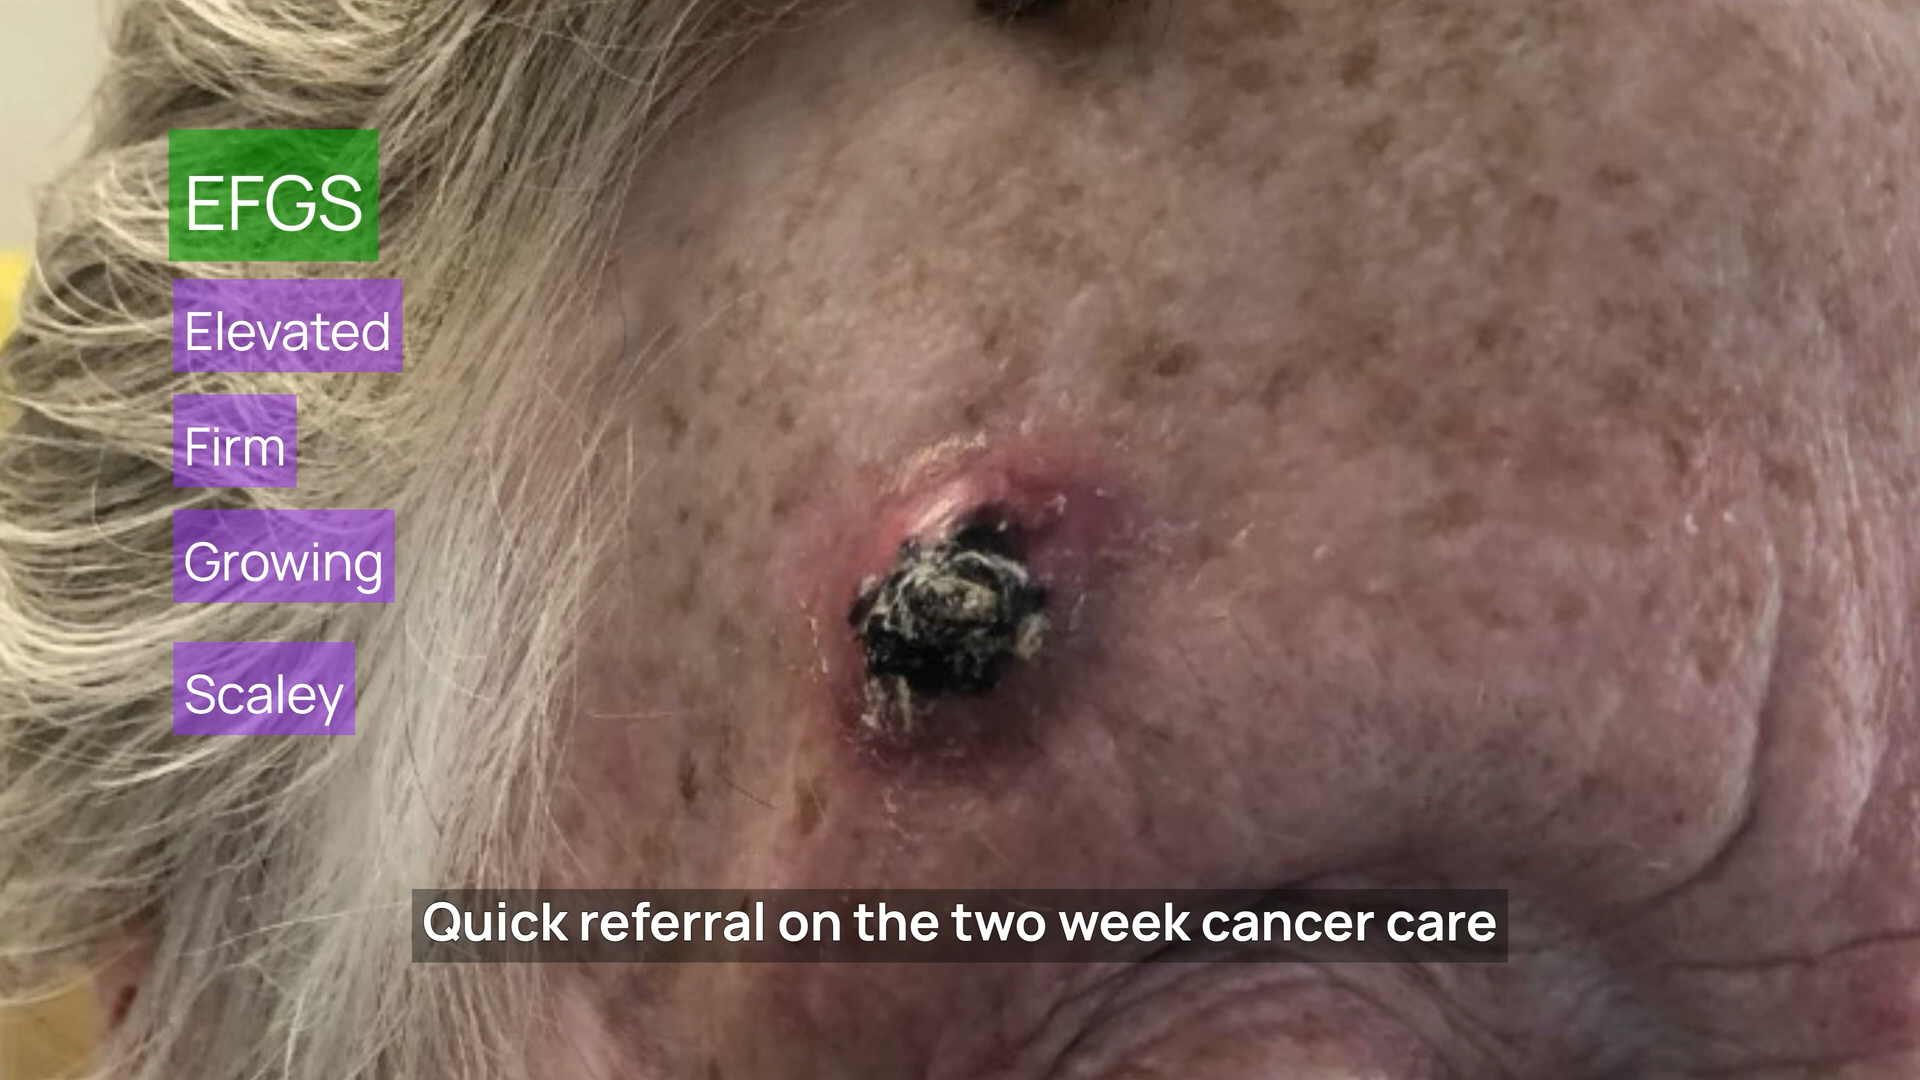 EFGS
Elevated
Firm
Growing
Scaley
Quick referral on the two week cancer care